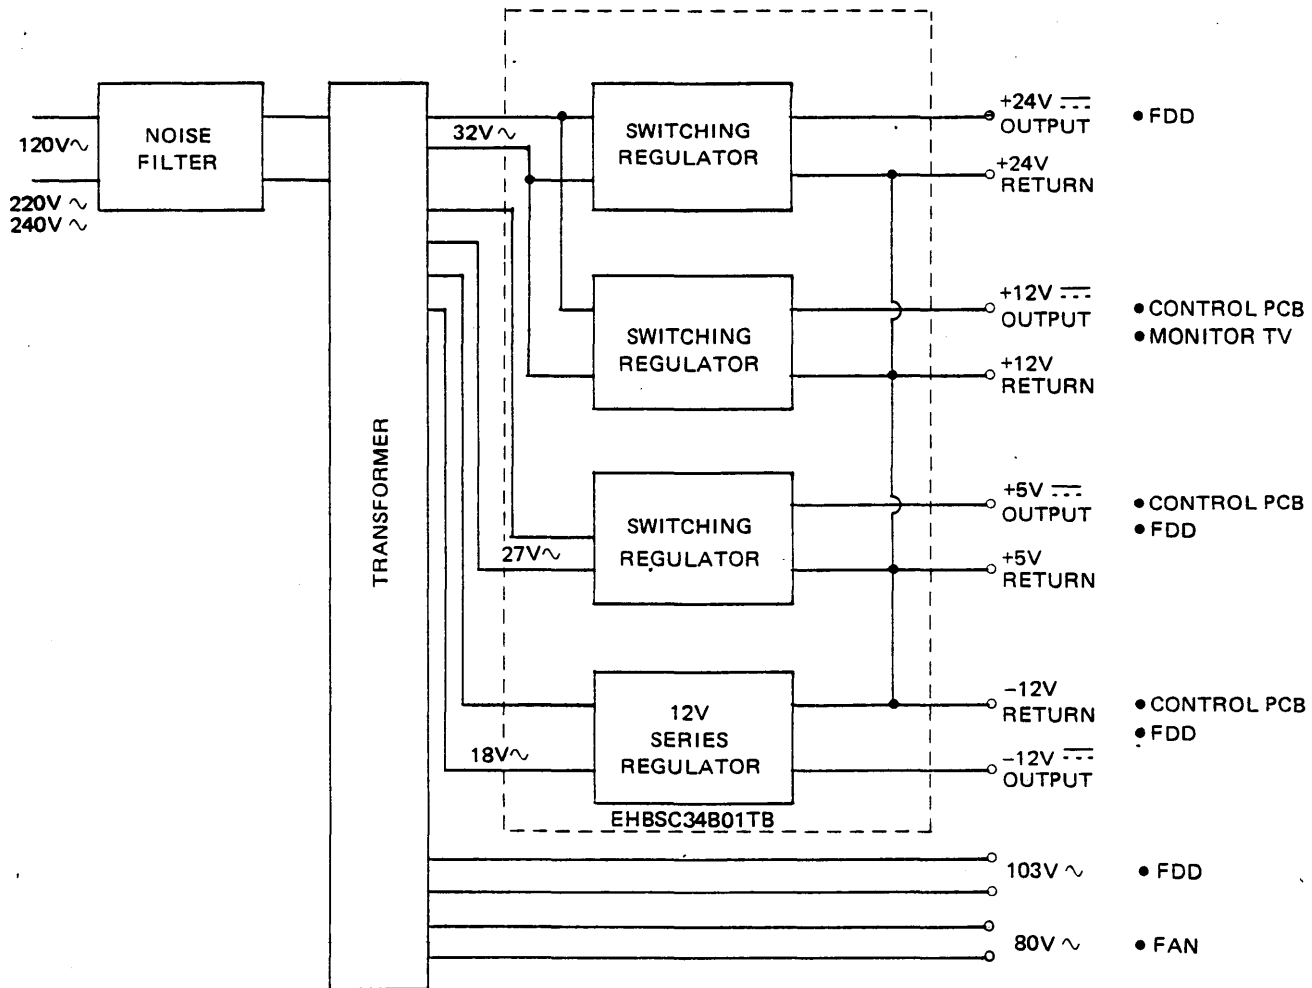 120V~
220V~
240V~
NOISE
FILTER
TRANSFORMER
32V~
27V~
18V~
SWITCHING
REGULATOR
SWITCHING
REGULATOR
SWITCHING
REGULATOR
12V
SERIES
REGULATOR
EHBSC34B01TB
+24V ⎓
OUTPUT
• FDD
+24V
RETURN
+12V ⎓
OUTPUT
• CONTROL PCB
• MONITOR TV
+12V
RETURN
+5V ⎓
OUTPUT
• CONTROL PCB
• FDD
+5V
RETURN
-12V
RETURN
• CONTROL PCB
• FDD
-12V ⎓
OUTPUT
103V~
• FDD
80V~
• FAN